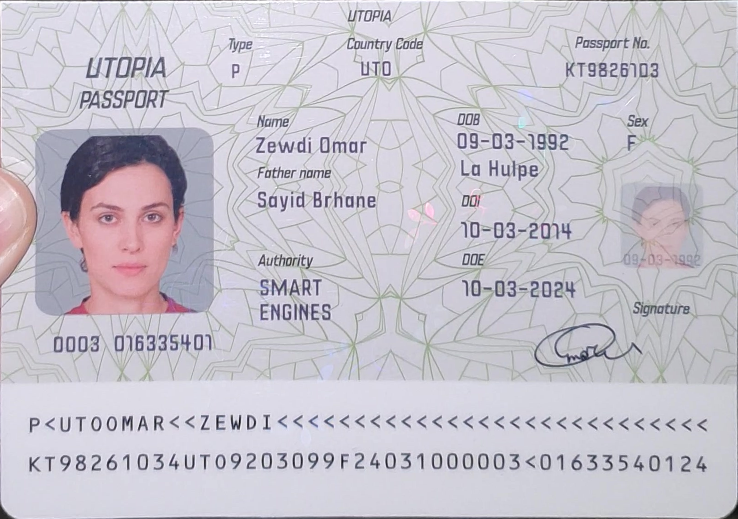 UTOPIA
UTOPIA
PASSPORT
Type
P
Country Code
UTO
Passport No.
KT9826103
Name
Zewdi Omar
Father name
Sayid Brhane
DOB
09-03-1992
La Hulpe
Sex
F
DOI
10-03-2014
DOE
10-03-2024
Authority
SMART
ENGINES
09-03-1992
Signature
Omar
0003 016335401
P<UTOOMAR<<ZEWDI<<<<<<<<<<<<<<<<<<<<<<<<<<<<
KT98261034UTO9203099F24031000003<01633540124